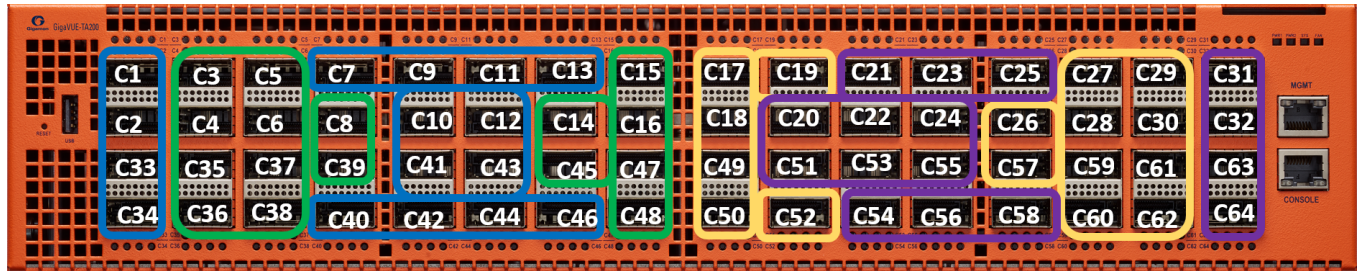 Gigamon GigaVUE-TA200
C1 C3 C5 C7 C9 C11 C13 C15 C17 C19 C21 C23 C25 C27 C29 C31
MGMT
C2 C4 C6 C8 C10 C12 C14 C16 C18 C20 C22 C24 C26 C28 C30 C32
RESET
USB
C33 C35 C37 C39 C41 C43 C45 C47 C49 C51 C53 C55 C57 C59 C61 C63
CONSOLE
C34 C36 C38 C40 C42 C44 C46 C48 C50 C52 C54 C56 C58 C60 C62 C64